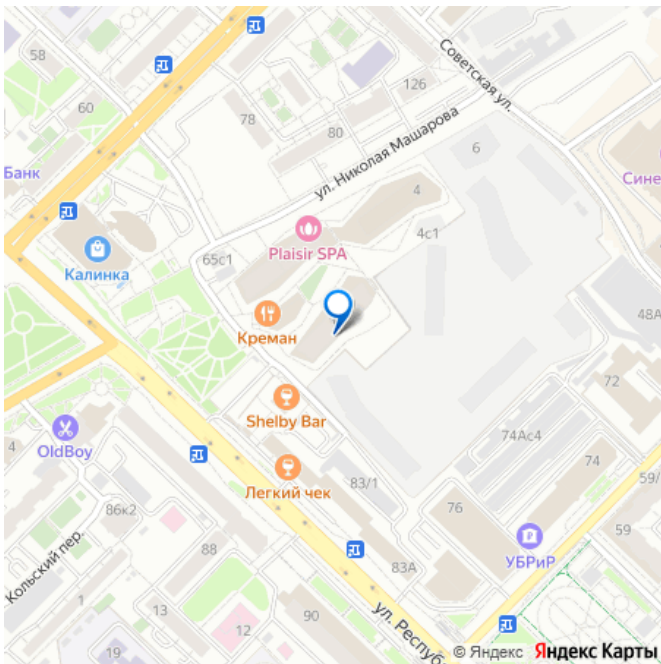 58
126
Советская ул.
60
78
80
ул. Николая Машарова
6
Банк
Сине
4
Plaisir SPA
4с1
65с1
Калинка
Креман
48А
Shelby Bar
72
4
OldBoy
74Ас4
74
Легкий чек
83/1
59/
86к2
76
59
УБРиР
Кольский пер.
88
83А
1
13
12
90
ул. Республ
19
© Яндекс Яндекс Карты